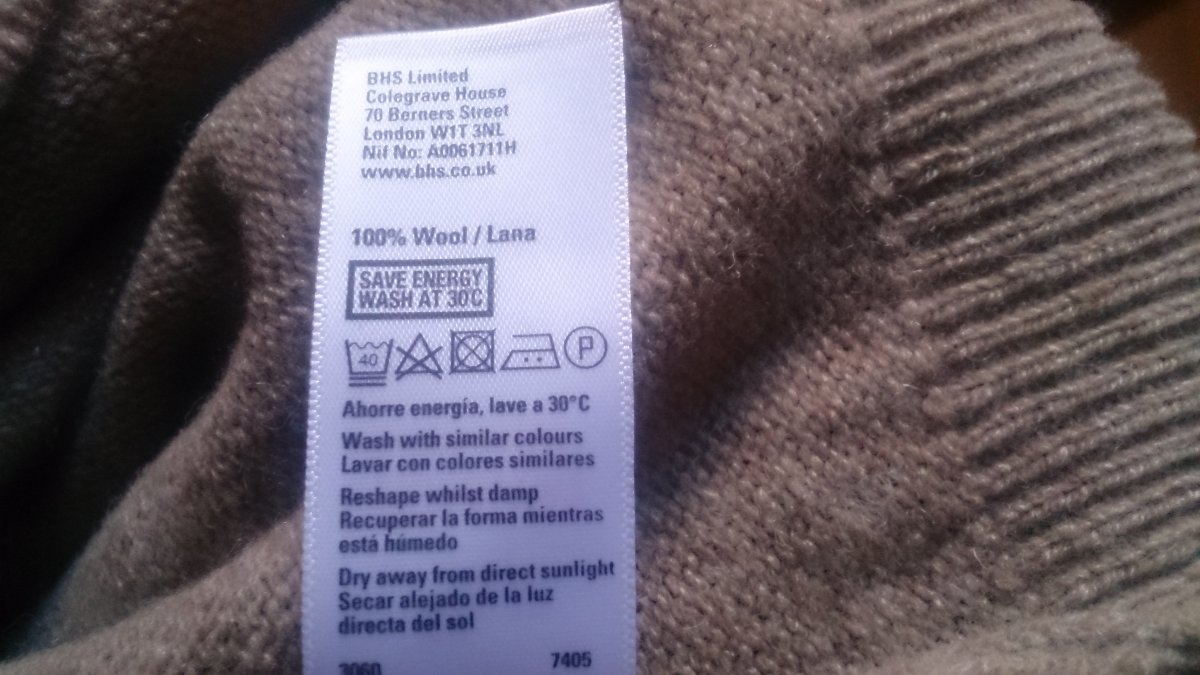 BHS Limited
Colegrave House
70 Berners Street
London W1T 3NL
Nif No: A0061711H
www.bhs.co.uk
100% Wool / Lana
SAVE ENERGY
WASH AT 30°C
40 P
Ahorre energía, lave a 30°C
Wash with similar colours
Lavar con colores similares
Reshape whilst damp
Recuperar la forma mientras
está húmedo
Dry away from direct sunlight
Secar alejado de la luz
directa del sol
3060 7405